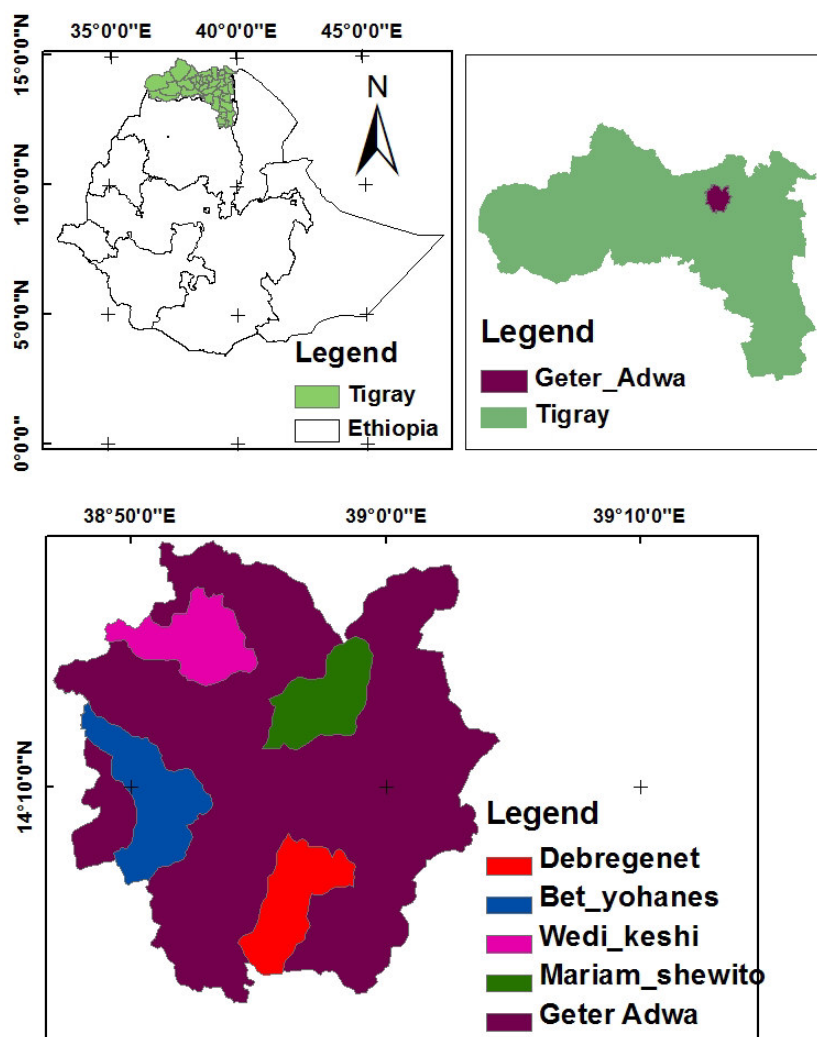 35°0'0"E 40°0'0"E 45°0'0"E
15°0'0"N
10°0'0"N
5°0'0"N
0°0'0"
N
Legend
Tigray
Ethiopia
Legend
Geter_Adwa
Tigray
38°50'0"E 39°0'0"E 39°10'0"E
14°10'0"N
Legend
Debregenet
Bet_yohanes
Wedi_keshi
Mariam_shewito
Geter Adwa